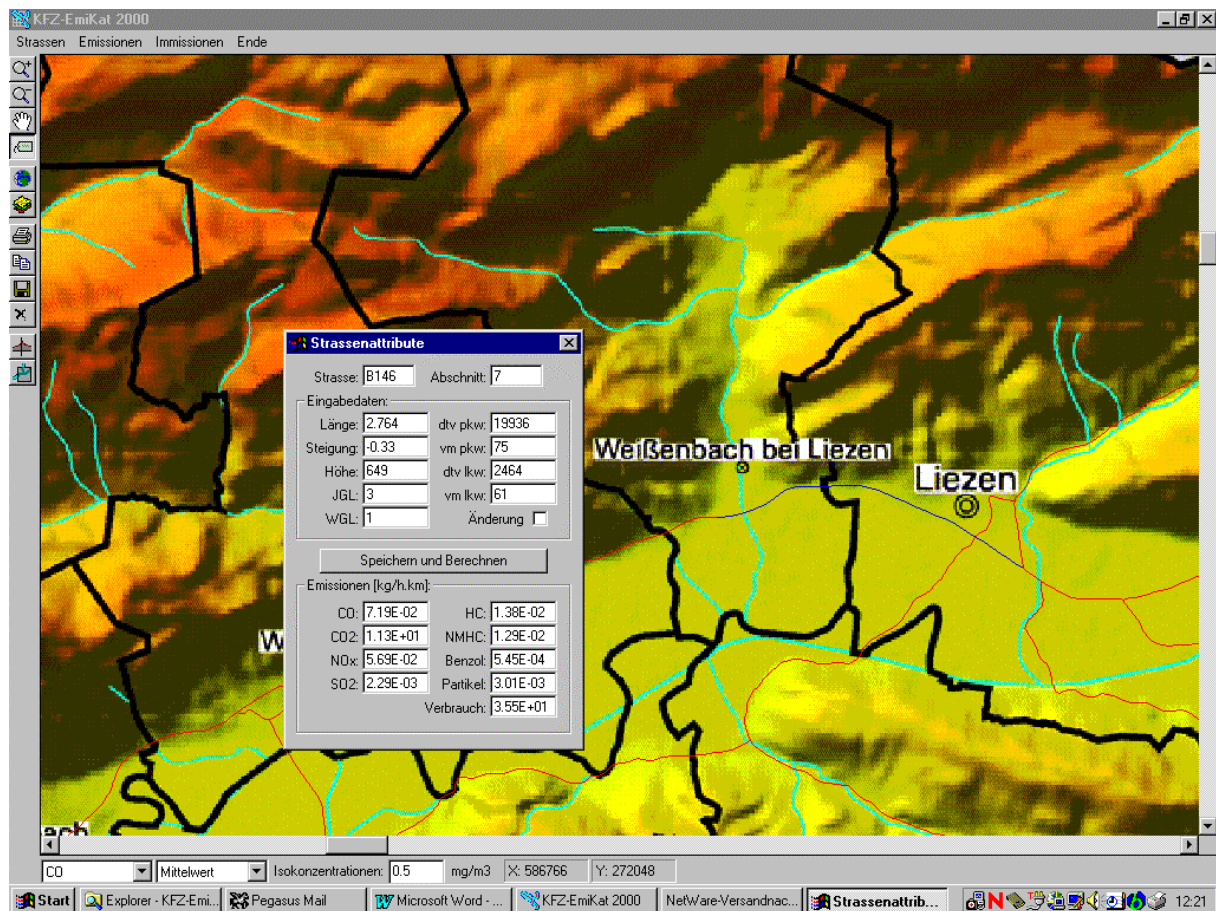 KFZ-EmiKat 2000
Strassen Emissionen Immissionen Ende
Strassenattribute
Strasse: B146 Abschnitt: 7
Eingabedaten:
Länge: 2.764 dtv pkw: 19936
Steigung: -0.33 vm pkw: 75
Höhe: 649 dtv lkw: 2464
JGL: 3 vm lkw: 61
WGL: 1 Änderung
Speichern und Berechnen
Emissionen [kg/h.km]:
CO: 7.19E-02 HC: 1.38E-02
CO2: 1.13E+01 NMHC: 1.29E-02
NOx: 5.69E-02 Benzol: 5.45E-04
SO2: 2.29E-03 Partikel: 3.01E-03
Verbrauch: 3.55E+01
Weißenbach bei Liezen
Liezen
W
CO Mittelwert Isokonzentrationen: 0.5 mg/m3 X: 586766 Y: 272048
Start Explorer - KFZ-Emi... Pegasus Mail Microsoft Word - ... KFZ-EmiKat 2000 NetWare-Versandnac... Strassenattrib... 12:21